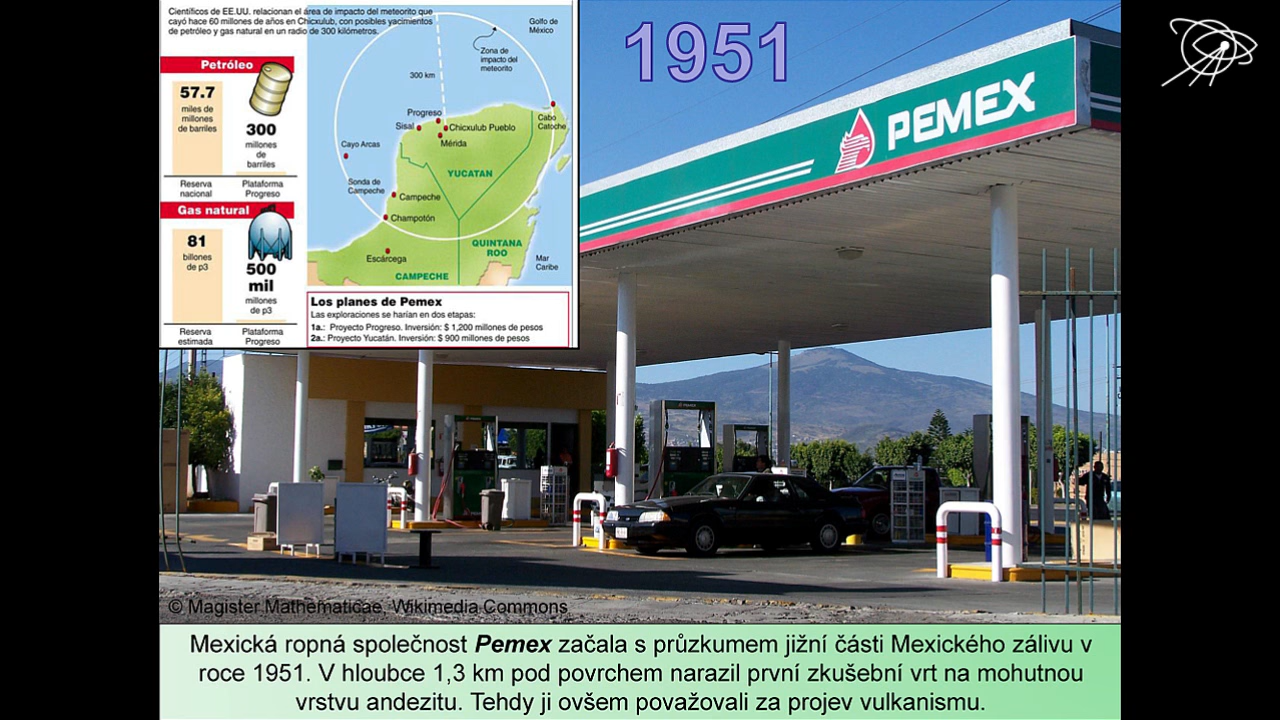 Científicos de EE.UU. relacionan el área de impacto del meteorito que
cayó hace 60 millones de años en Chicxulub, con posibles yacimientos
de petróleo y gas natural en un radio de 300 kilómetros.
Petróleo
57.7
miles de
millones
de barriles
300
millones
de
barriles
Reserva
nacional
Plataforma
Progreso
Gas natural
81
billones
de p3
500
mil
millones
de p3
Reserva
estimada
Plataforma
Progreso
Golfo de
México
Zona de
impacto del
meteorito
300 km
Progreso
Sisal
Chicxulub Pueblo
Mérida
Cabo
Catoche
Cayo Arcas
YUCATAN
Sonda de
Campeche
Campeche
Champotón
QUINTANA
ROO
Escárcega
CAMPECHE
Mar
Caribe
Los planes de Pemex
Las exploraciones se harían en dos etapas:
1a.: Proyecto Progreso. Inversión: $ 1,200 millones de pesos
2a.: Proyecto Yucatán. Inversión: $ 900 millones de pesos
1951
PEMEX
© Magister Mathematicae, Wikimedia Commons
Mexická ropná společnost Pemex začala s průzkumem jižní části Mexického zálivu v
roce 1951. V hloubce 1,3 km pod povrchem narazil první zkušební vrt na mohutnou
vrstvu andezitu. Tehdy ji ovšem považovali za projev vulkanismu.